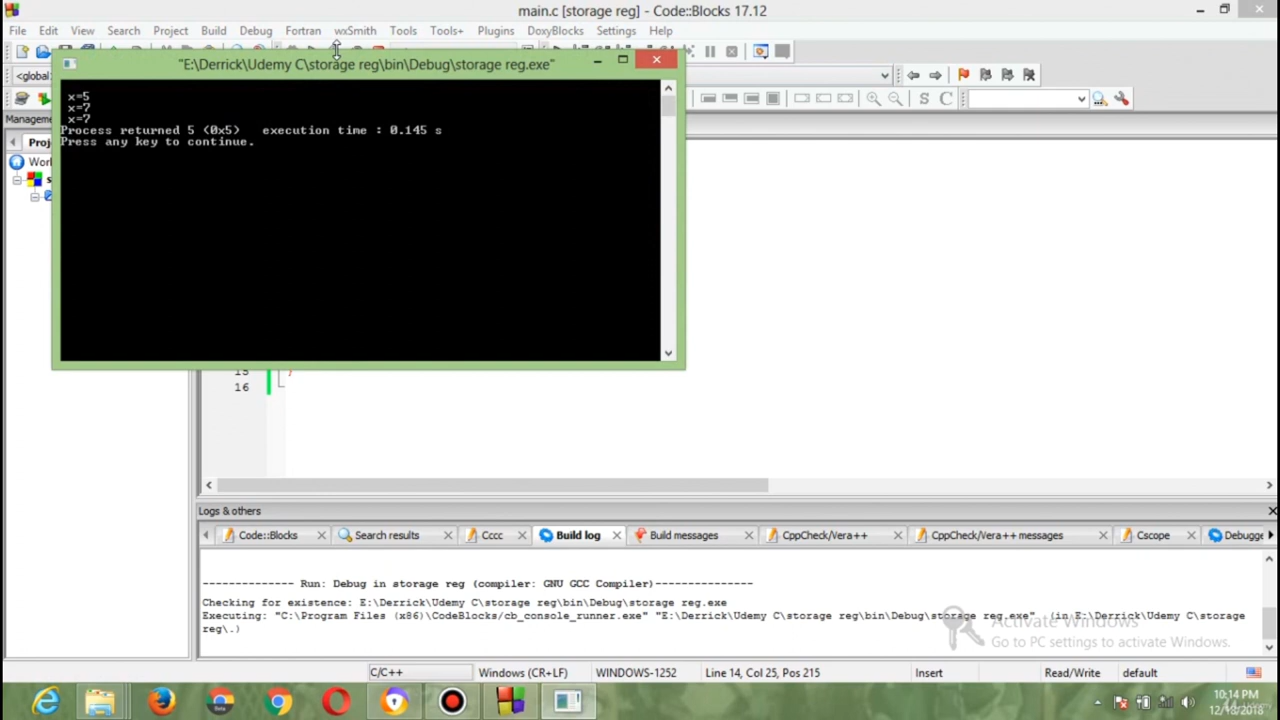 main.c [storage reg] - Code::Blocks 17.12
File Edit View Search Project Build Debug Fortran wxSmith Tools Tools+ Plugins Settings DoxyBlocks Help
"E:\Derrick\Udemy C\storage reg\bin\Debug\storage reg.exe"
<global
S C
x=5
x=7
x=7
Process returned 5 (0x5) execution time : 0.145 s
Press any key to continue.
Management
Proj
Work
s
15
16
Logs & others
Code::Blocks Search results Cccc Build log Build messages CppCheck/Vera++ CppCheck/Vera++ messages Cscope Debugge
-------------- Run: Debug in storage reg (compiler: GNU GCC Compiler)---------------
Checking for existence: E:\Derrick\Udemy C\storage reg\bin\Debug\storage reg.exe
Executing: "C:\Program Files (x86)\CodeBlocks/cb_console_runner.exe" "E:\Derrick\Udemy C\storage reg\bin\Debug\storage reg.exe" (in E:\Derrick\Udemy C\storage
reg\.)
Activate Windows
Go to PC settings to activate Windows.
C/C++ Windows (CR+LF) WINDOWS-1252 Line 14, Col 25, Pos 215 Insert Read/Write default
10:14 PM